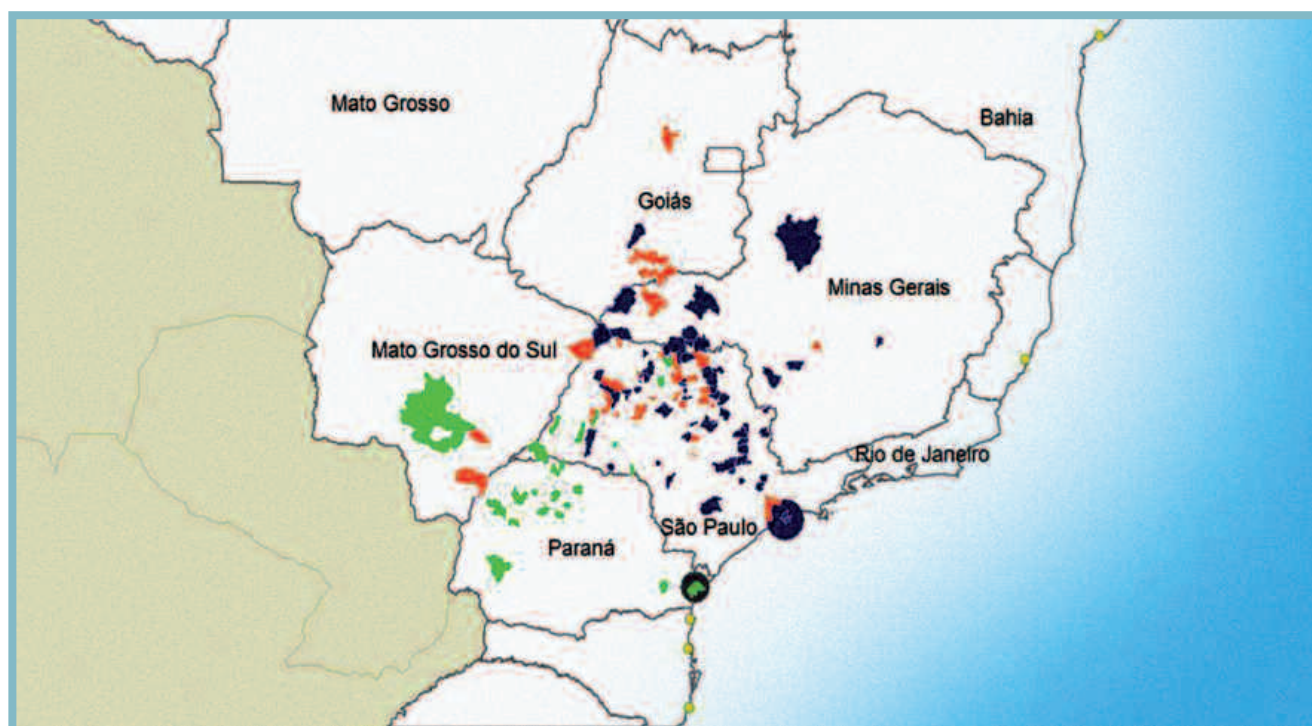 Mato Grosso
Bahia
Goiás
Minas Gerais
Mato Grosso do Sul
Rio de Janeiro
São Paulo
Paraná